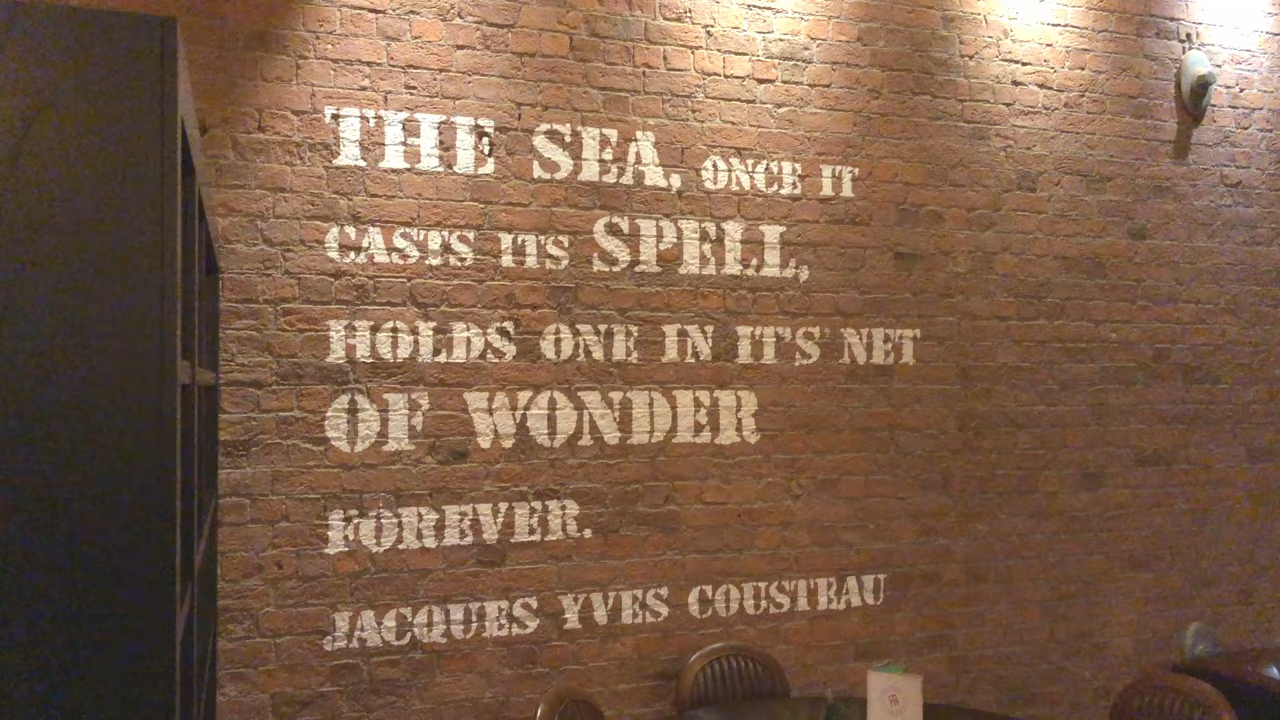 THE SEA, ONCE IT
CASTS ITS SPELL,
HOLDS ONE IN IT'S NET
OF WONDER
FOREVER.
JACQUES YVES COUSTEAU